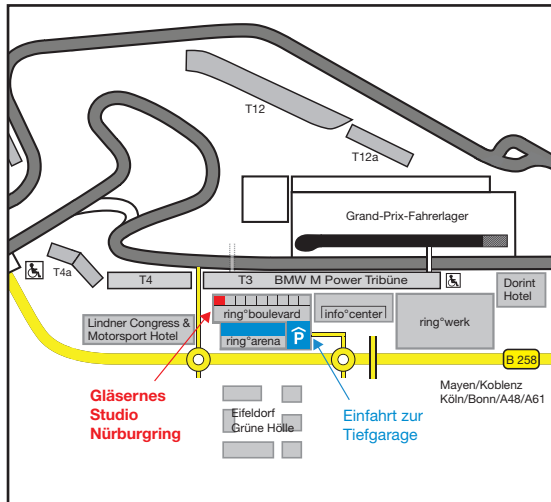 T12
T12a
Grand-Prix-Fahrerlager
T4a
T4
T3 BMW M Power Tribüne
Dorint
Hotel
ring°boulevard
info°center
ring°werk
Lindner Congress &
Motorsport Hotel
ring°arena
P
B 258
Gläsernes
Studio
Nürburgring
Eifeldorf
Grüne Hölle
Einfahrt zur
Tiefgarage
Mayen/Koblenz
Köln/Bonn/A48/A61